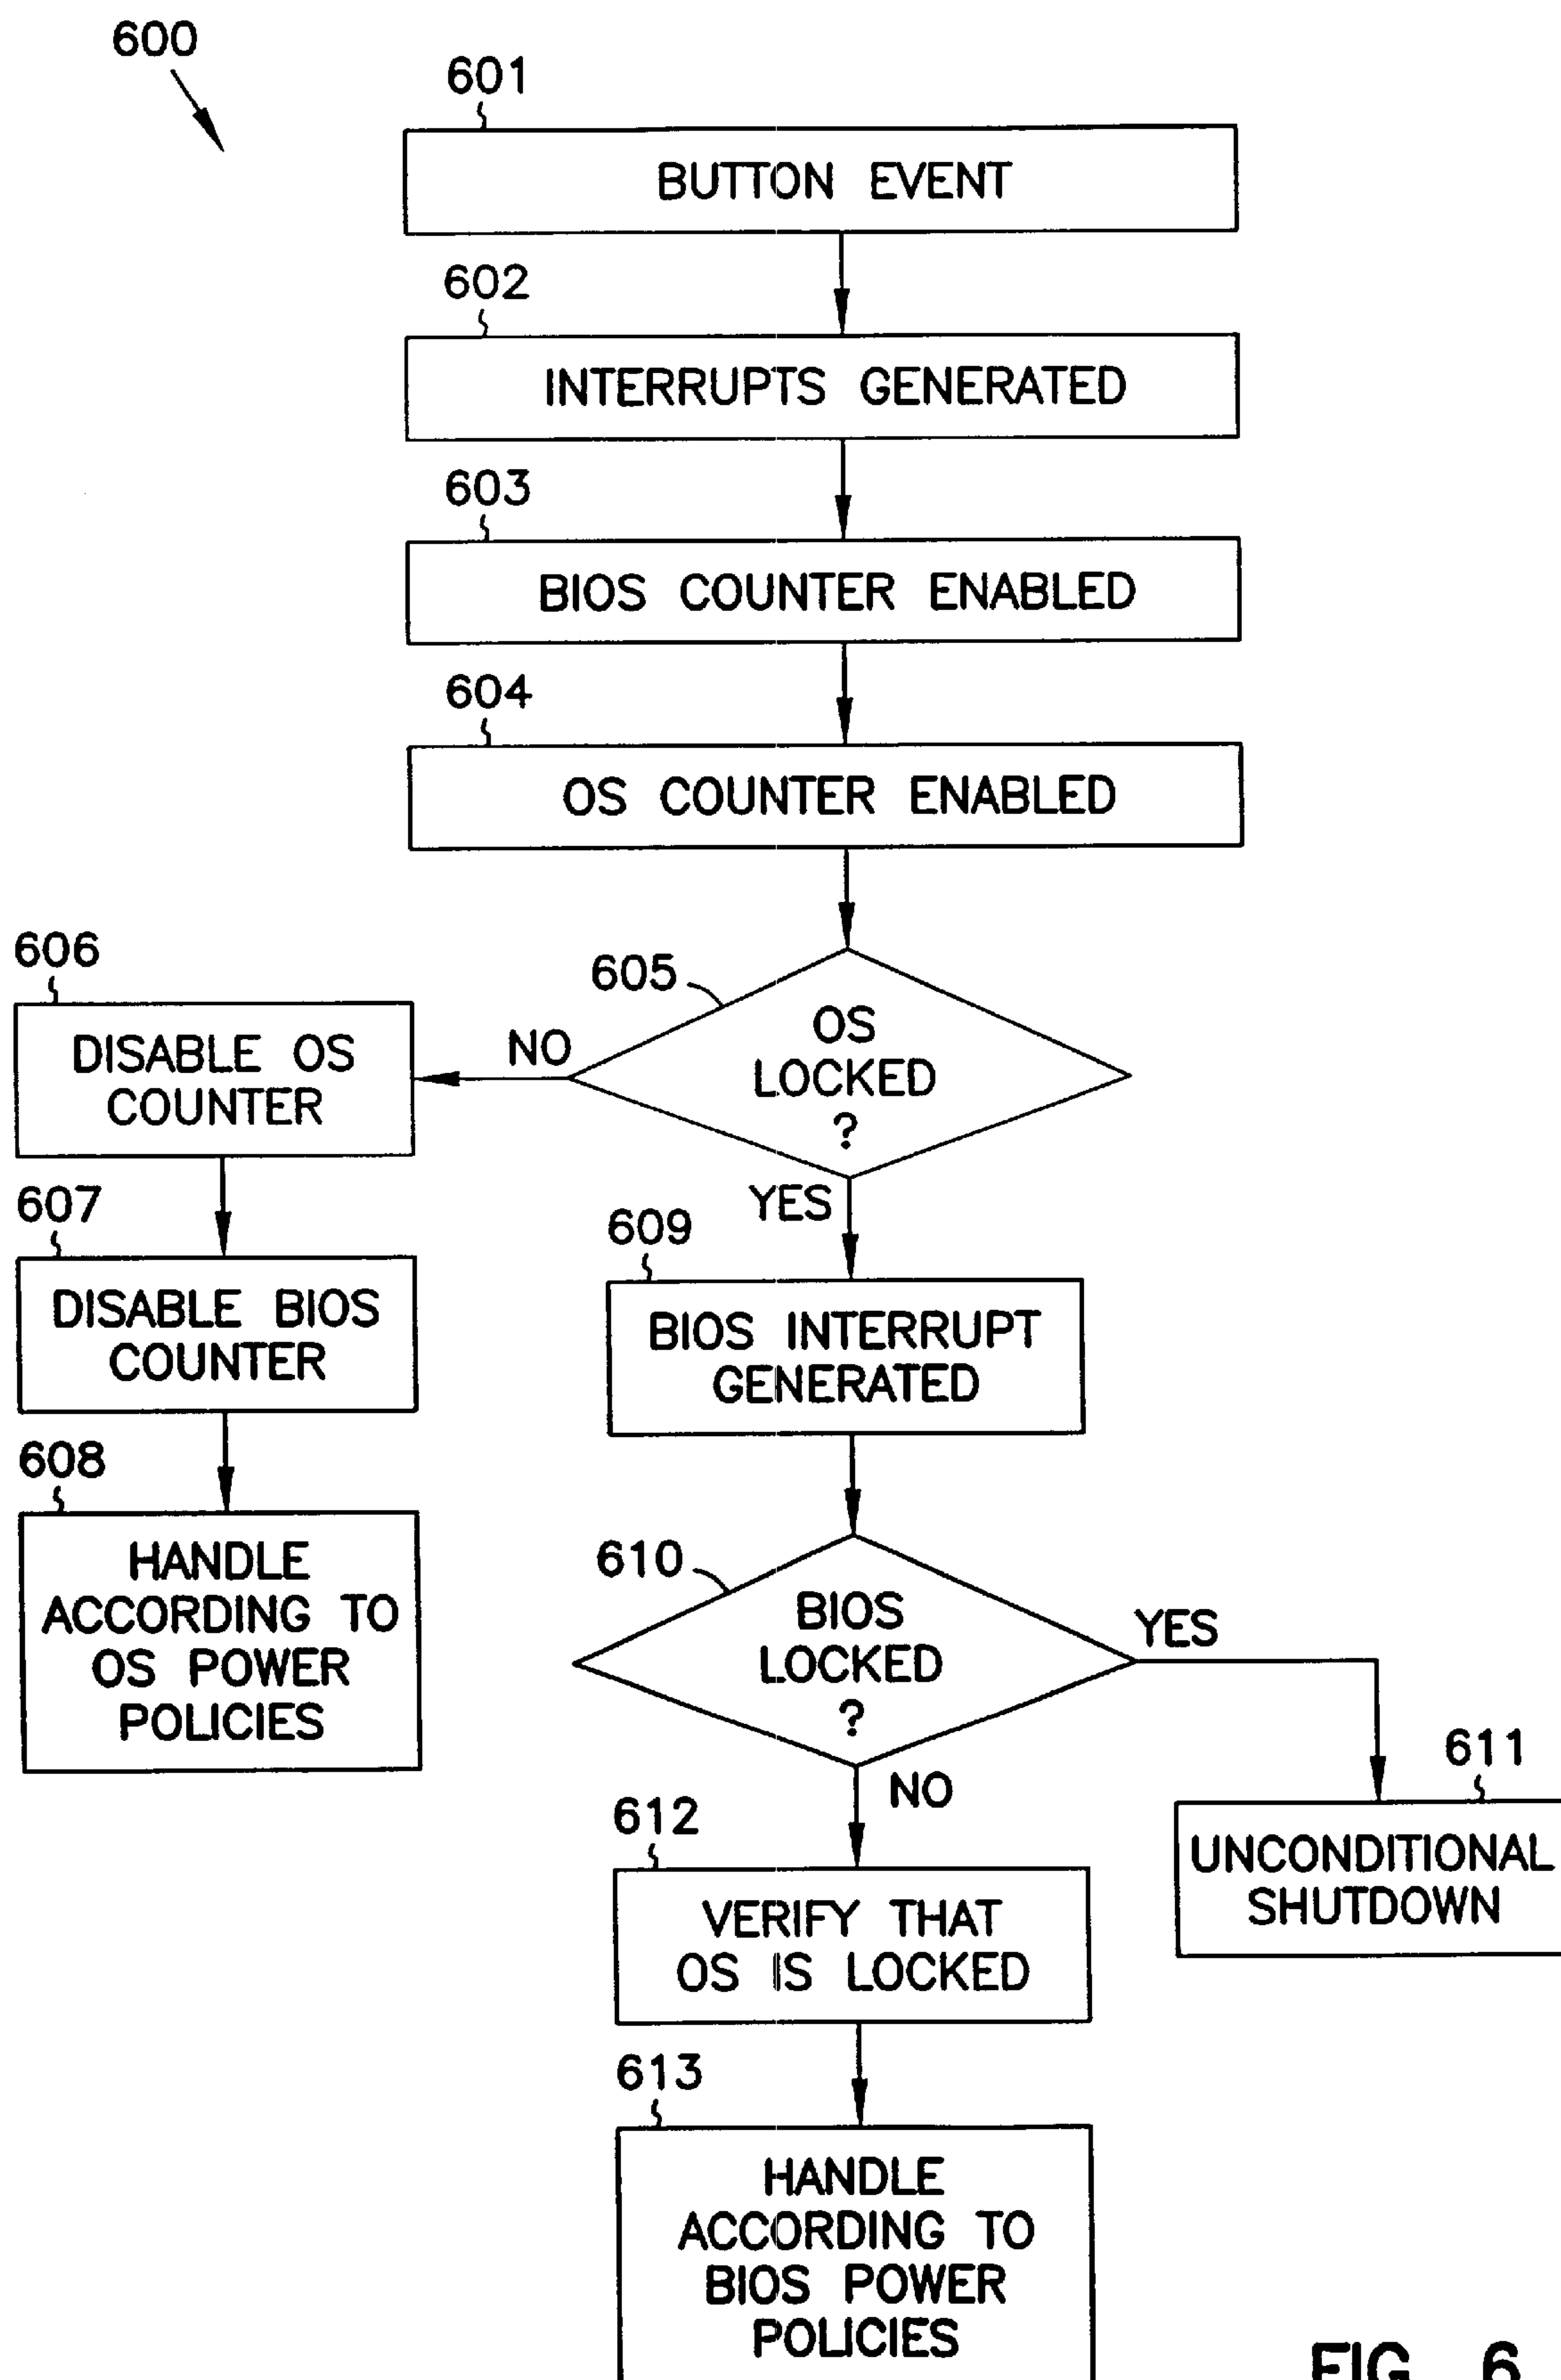 600
601
BUTTON EVENT
602
INTERRUPTS GENERATED
603
BIOS COUNTER ENABLED
604
OS COUNTER ENABLED
605
OS
LOCKED
?
NO
606
DISABLE OS
COUNTER
607
DISABLE BIOS
COUNTER
608
HANDLE
ACCORDING TO
OS POWER
POLICIES
YES
609
BIOS INTERRUPT
GENERATED
610
BIOS
LOCKED
?
YES
611
UNCONDITIONAL
SHUTDOWN
NO
612
VERIFY THAT
OS IS LOCKED
613
HANDLE
ACCORDING TO
BIOS POWER
POLICIES
FIG. 6